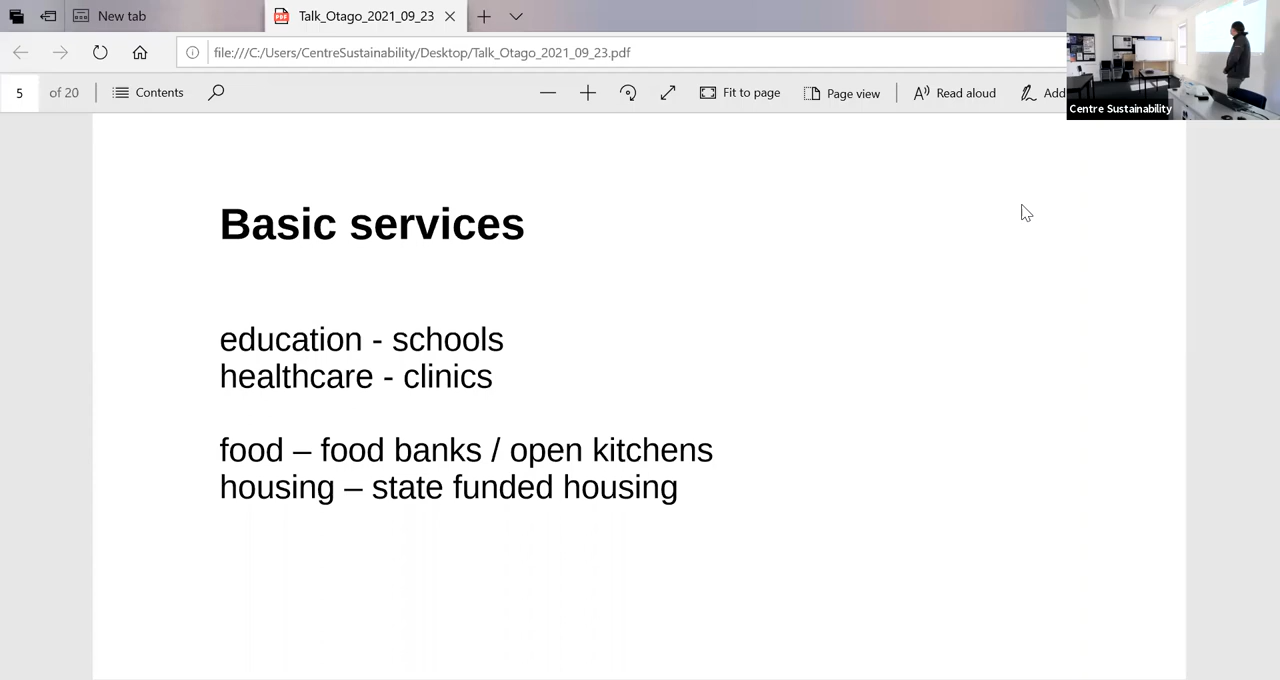 New tab
Talk_Otago_2021_09_23
file:///C:/Users/CentreSustainability/Desktop/Talk_Otago_2021_09_23.pdf
5 of 20 Contents Fit to page Page view Read aloud Add
Centre Sustainability
Basic services
education - schools
healthcare - clinics
food – food banks / open kitchens
housing – state funded housing